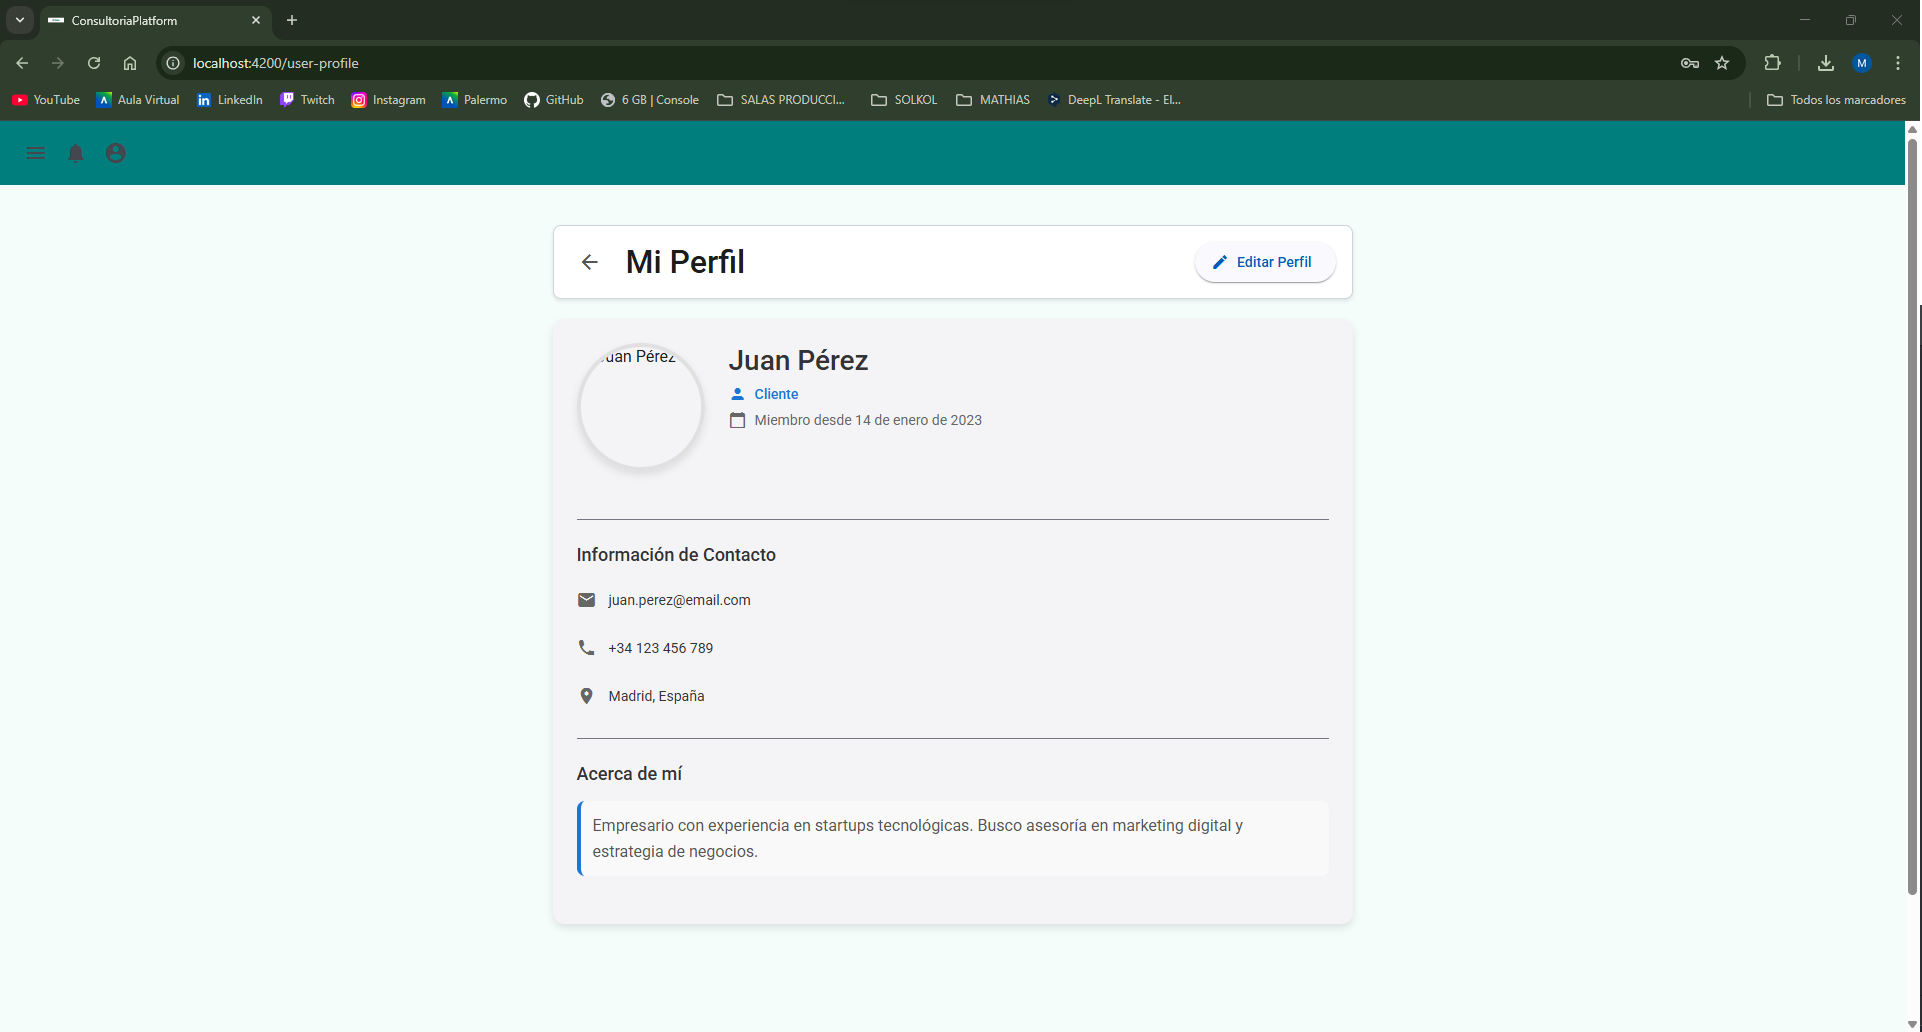 ConsultoriaPlatform
localhost:4200/user-profile
M
YouTube
Aula Virtual
LinkedIn
Twitch
Instagram
Palermo
GitHub
6 GB | Console
SALAS PRODUCCI...
SOLKOL
MATHIAS
DeepL Translate - El...
Todos los marcadores
Mi Perfil
Editar Perfil
Juan Pérez
Juan Pérez
Cliente
Miembro desde 14 de enero de 2023
Información de Contacto
juan.perez@email.com
+34 123 456 789
Madrid, España
Acerca de mí
Empresario con experiencia en startups tecnológicas. Busco asesoría en marketing digital y
estrategia de negocios.